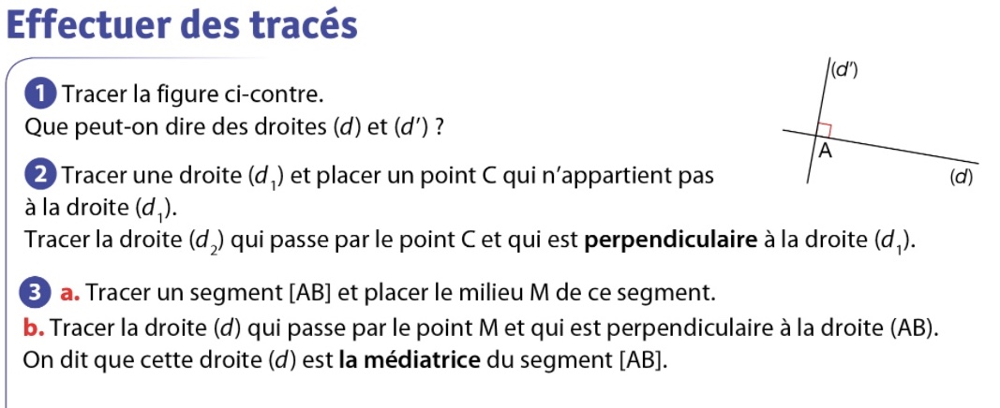 Effectuer des tracés
1 Tracer la figure ci-contre.
Que peut-on dire des droites (d) et (d′) ?
(d′)
A
(d)
2 Tracer une droite (d₁) et placer un point C qui n’appartient pas
à la droite (d₁).
Tracer la droite (d₂) qui passe par le point C et qui est perpendiculaire à la droite (d₁).
3 a. Tracer un segment [AB] et placer le milieu M de ce segment.
b. Tracer la droite (d) qui passe par le point M et qui est perpendiculaire à la droite (AB).
On dit que cette droite (d) est la médiatrice du segment [AB].